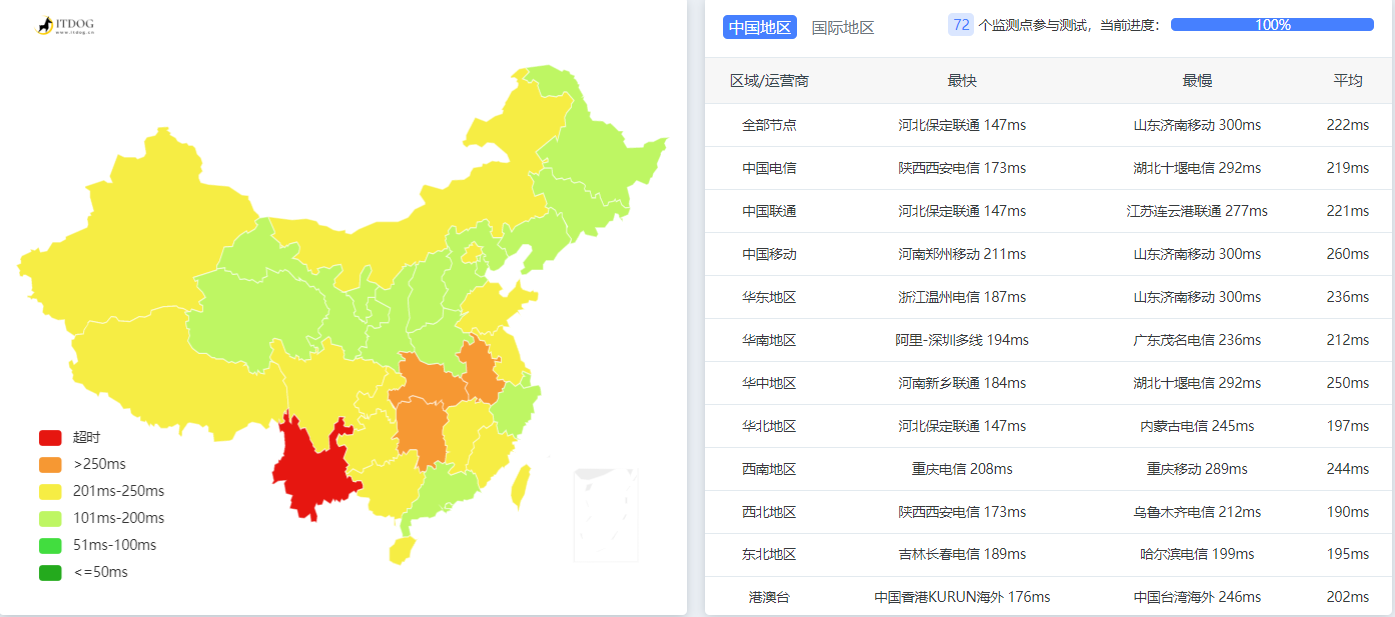 ITDOG
www.itdog.cn
超时
>250ms
201ms-250ms
101ms-200ms
51ms-100ms
<=50ms
中国地区 国际地区 72 个监测点参与测试，当前进度： 100%
区域/运营商 最快 最慢 平均
全部节点 河北保定联通 147ms 山东济南移动 300ms 222ms
中国电信 陕西西安电信 173ms 湖北十堰电信 292ms 219ms
中国联通 河北保定联通 147ms 江苏连云港联通 277ms 221ms
中国移动 河南郑州移动 211ms 山东济南移动 300ms 260ms
华东地区 浙江温州电信 187ms 山东济南移动 300ms 236ms
华南地区 阿里-深圳多线 194ms 广东茂名电信 236ms 212ms
华中地区 河南新乡联通 184ms 湖北十堰电信 292ms 250ms
华北地区 河北保定联通 147ms 内蒙古电信 245ms 197ms
西南地区 重庆电信 208ms 重庆移动 289ms 244ms
西北地区 陕西西安电信 173ms 乌鲁木齐电信 212ms 190ms
东北地区 吉林长春电信 189ms 哈尔滨电信 199ms 195ms
港澳台 中国香港KURUN海外 176ms 中国台湾海外 246ms 202ms